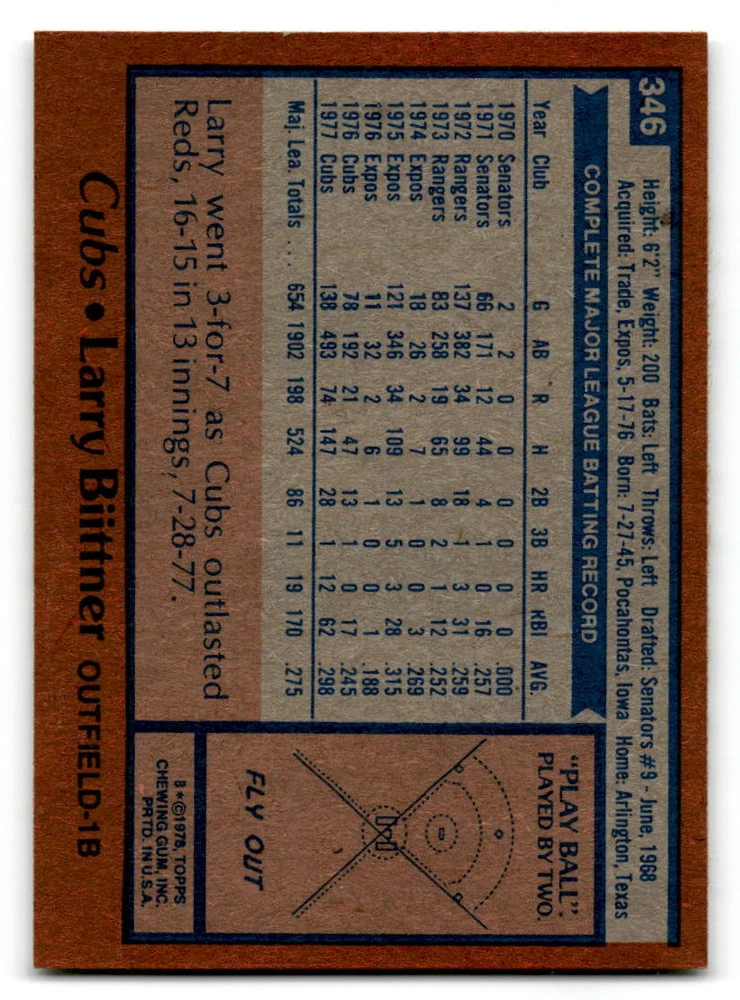 346
Height: 6'2" Weight: 200 Bats: Left Throws: Left Drafted: Senators #9 - June, 1968
Acquired: Trade, Expos, 5-17-76 Born: 7-27-45, Pocahontas, Iowa Home: Arlington, Texas
COMPLETE MAJOR LEAGUE BATTING RECORD
Year Club G AB R H 2B 3B HR RBI AVG.
1970 Senators 2 2 0 0 0 0 0 0 .000
1971 Senators 66 171 12 44 4 1 0 16 .257
1972 Rangers 137 382 34 99 18 1 3 31 .259
1973 Rangers 83 258 19 65 8 2 1 12 .252
1974 Expos 18 26 2 7 1 0 0 3 .269
1975 Expos 121 346 34 109 13 5 3 28 .315
1976 Expos 11 32 2 6 1 0 0 1 .188
1976 Cubs 78 192 21 47 13 1 0 17 .245
1977 Cubs 138 493 74 147 28 1 12 62 .298
Maj. Lea. Totals ... 654 1902 198 524 86 11 19 170 .275
Larry went 3-for-7 as Cubs outlasted
Reds, 16-15 in 13 innings, 7-28-77.
"PLAY BALL"
PLAYED BY TWO.
FLY OUT
B*©1978, TOPPS
CHEWING GUM, INC.
PRTD. IN U.S.A.
Cubs • Larry Biittner OUTFIELD-1B